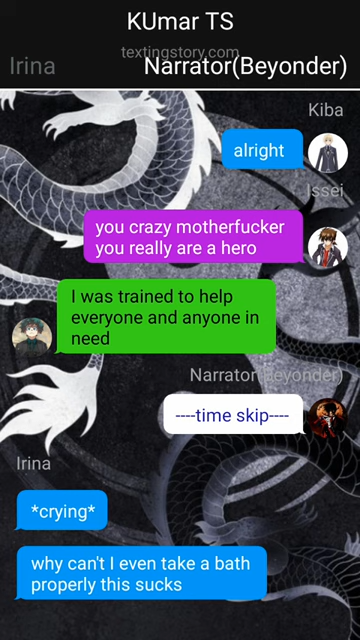 KUmar TS
textingstory.com
Irina
Narrator(Beyonder)
Kiba
alright
Issei
you crazy motherfucker
you really are a hero
I was trained to help
everyone and anyone in
need
Narrator(Beyonder)
----time skip----
Irina
*crying*
why can't I even take a bath
properly this sucks